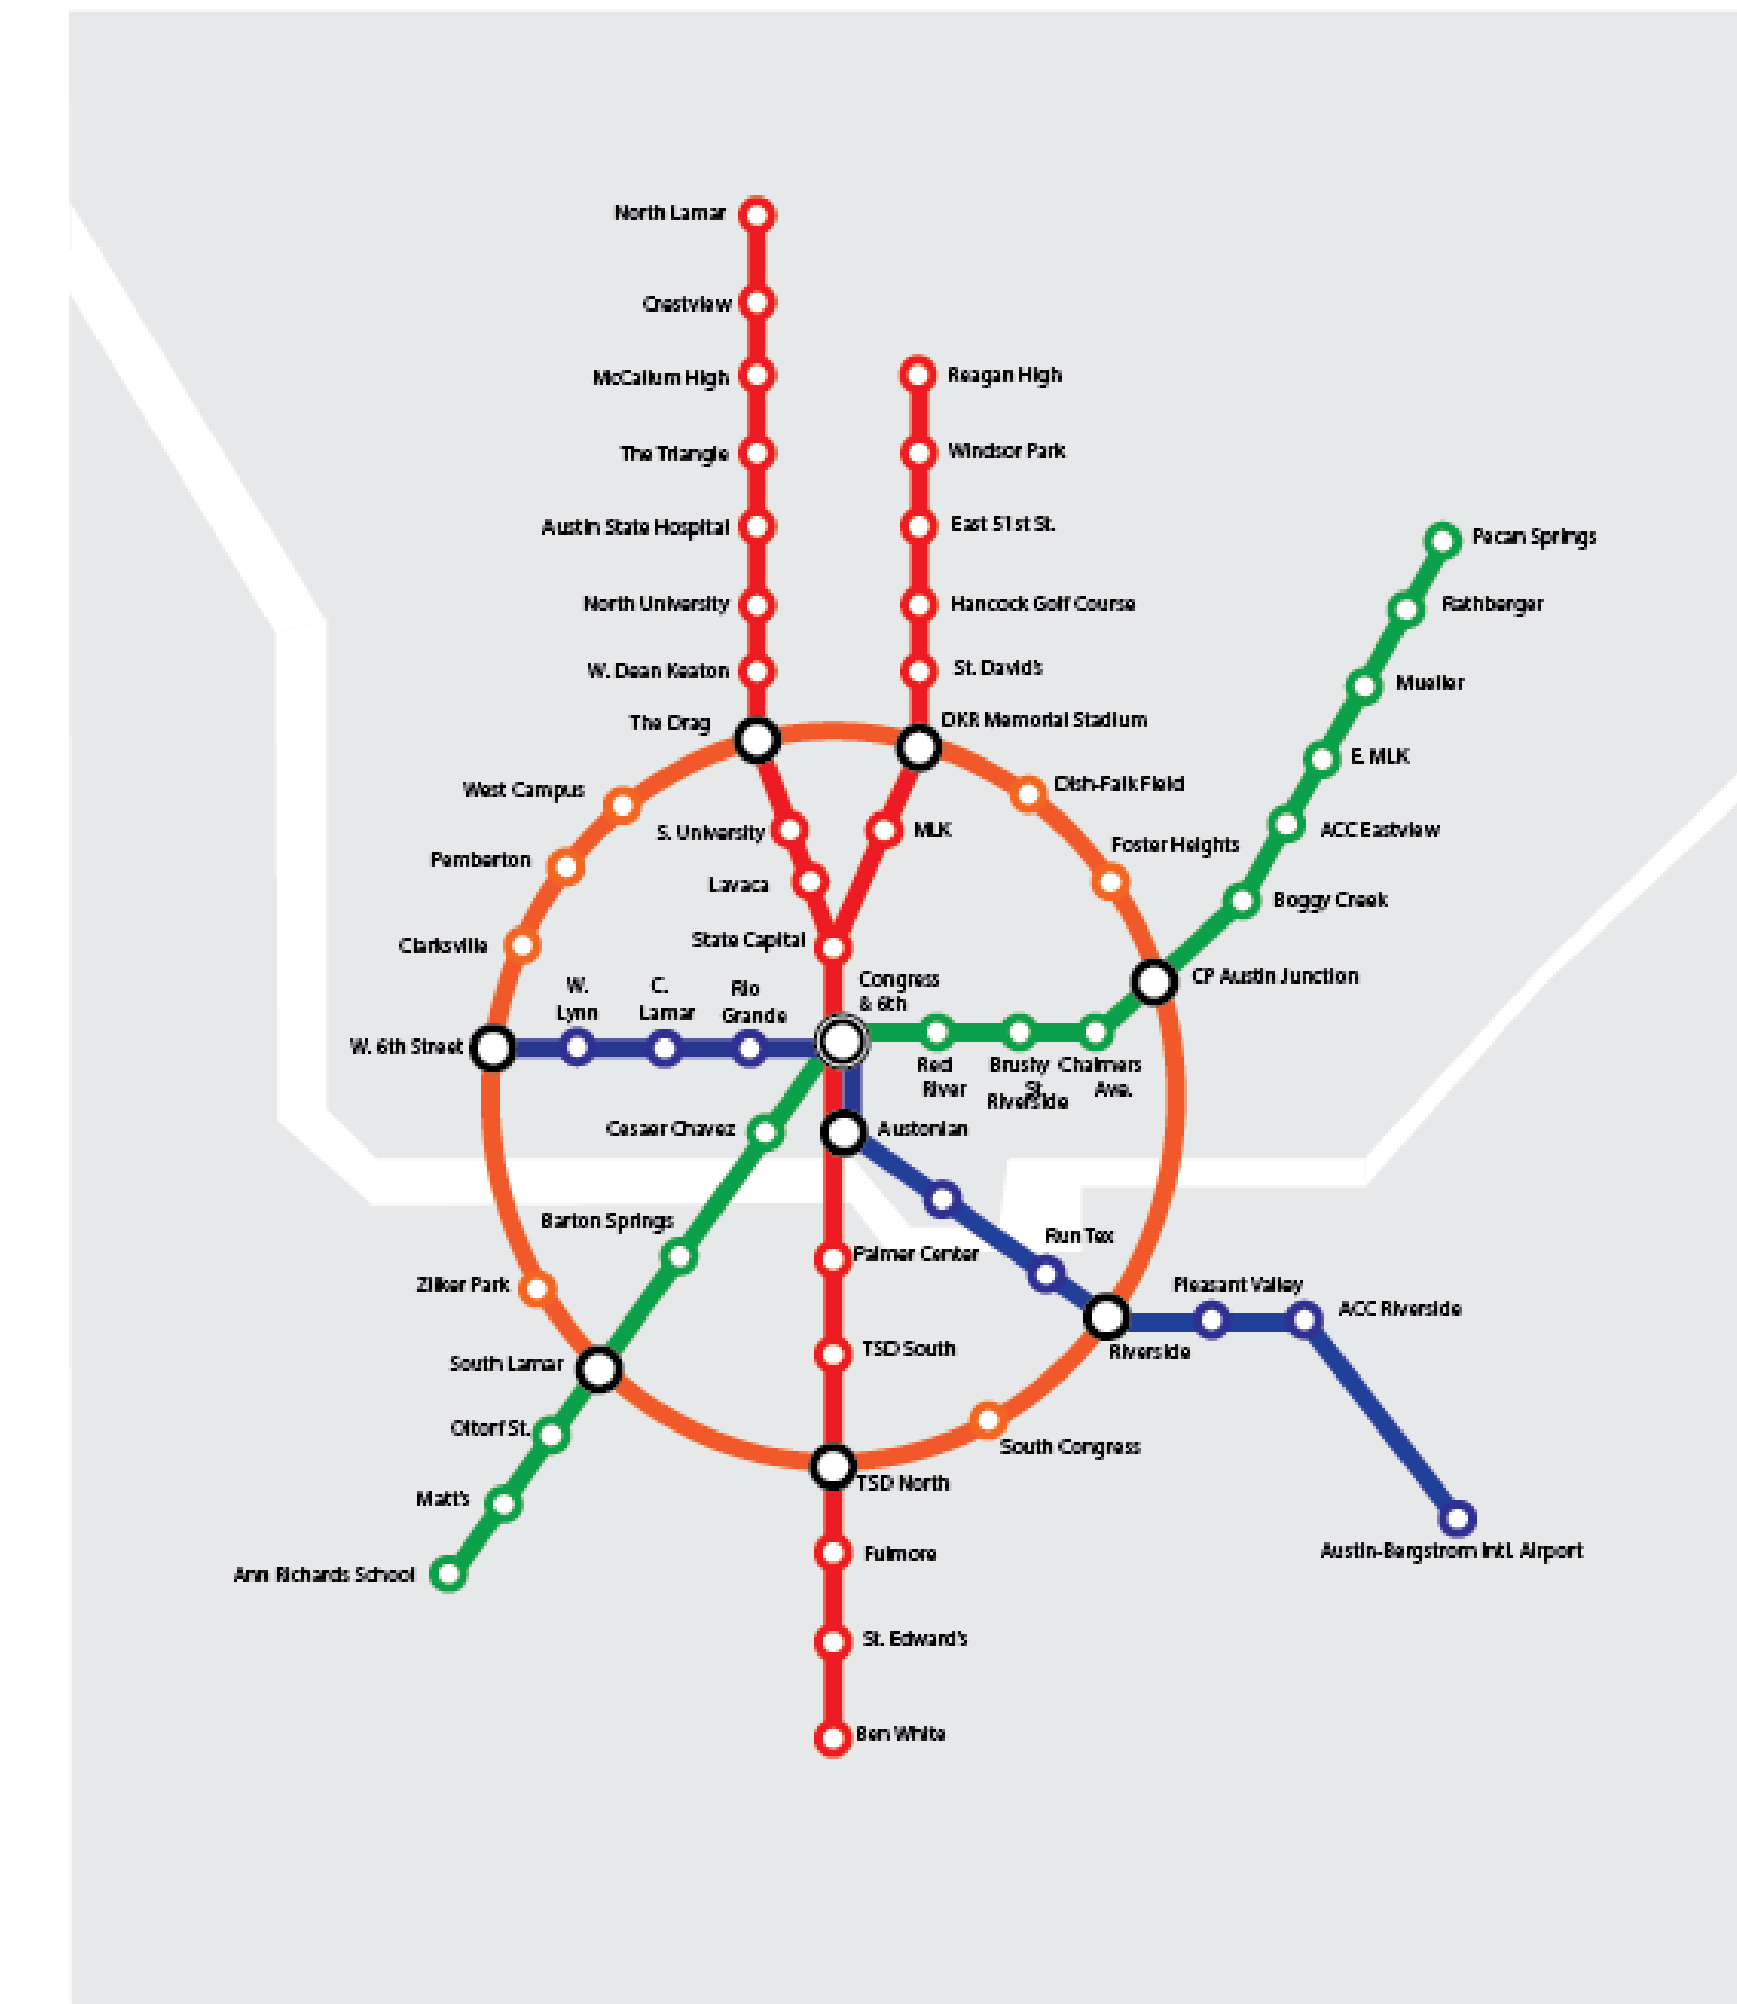 North Lamar
Crestview
McCallum High
Reagan High
The Triangle
Windsor Park
Austin State Hospital
East 51st St.
Pecan Springs
North University
Hancock Golf Course
Rathberger
W. Dean Keaton
St. David's
Mueller
The Drag
DKR Memorial Stadium
E. MLK
West Campus
Dish-Falk Field
S. University
MLK
ACC Eastview
Pemberton
Foster Heights
Lavaca
Boggy Creek
Clarksville
State Capital
CP Austin Junction
W.
Lynn
C.
Lamar
Rio
Grande
Congress
& 6th
W. 6th Street
Red
River
Brushy
St.
Chalmers
Ave.
Riverside
Cesaer Chavez
Austonian
Barton Springs
Run Tex
Palmer Center
Zilker Park
Pleasant Valley
ACC Riverside
South Lamar
TSD South
Riverside
Oltorf St.
South Congress
Matt's
TSD North
Fulmore
Austin-Bergstrom Intl. Airport
Ann Richards School
St. Edward's
Ben White